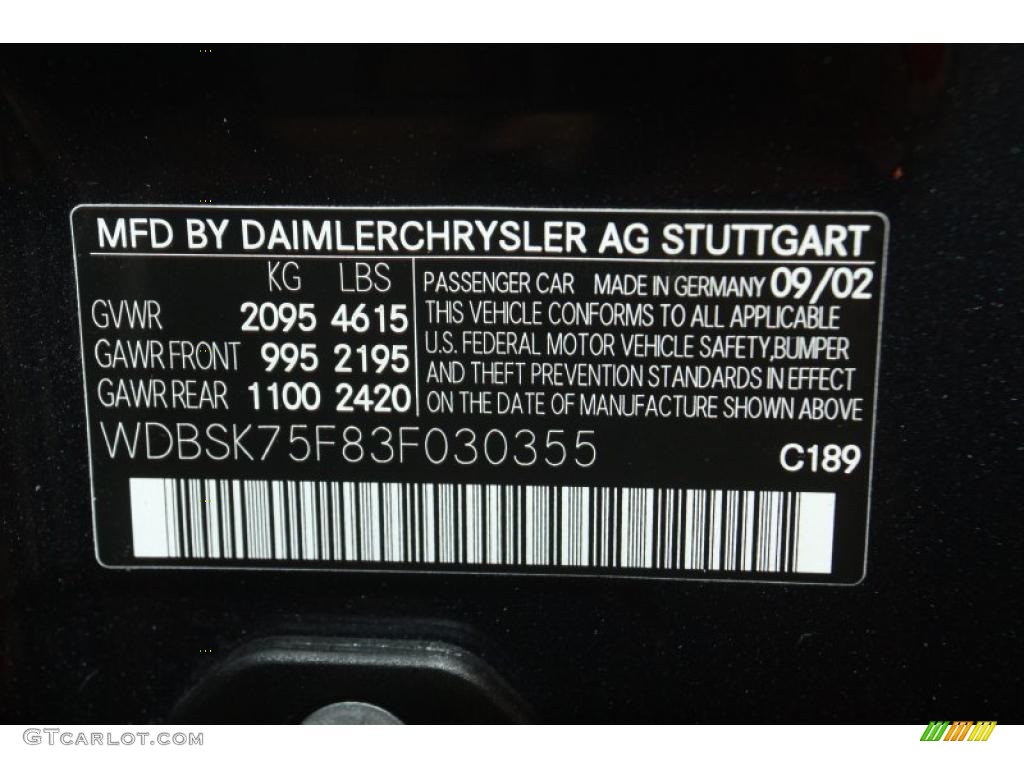 MFD BY DAIMLERCHRYSLER AG STUTTGART
KG LBS
GVWR 2095 4615
GAWR FRONT 995 2195
GAWR REAR 1100 2420
PASSENGER CAR MADE IN GERMANY 09/02
THIS VEHICLE CONFORMS TO ALL APPLICABLE
U.S. FEDERAL MOTOR VEHICLE SAFETY,BUMPER
AND THEFT PREVENTION STANDARDS IN EFFECT
ON THE DATE OF MANUFACTURE SHOWN ABOVE
WDBSK75F83F030355
C189
GTCARLOT.COM